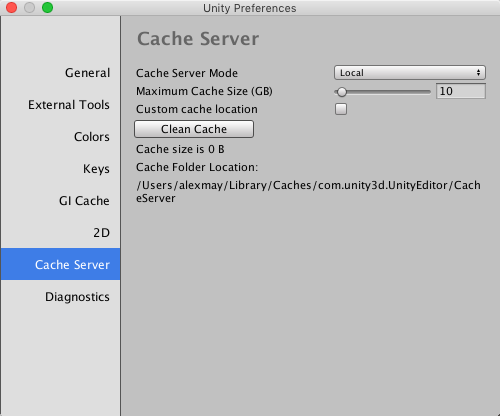 Unity Preferences
General
External Tools
Colors
Keys
GI Cache
2D
Cache Server
Diagnostics
Cache Server
Cache Server Mode
Local
Maximum Cache Size (GB)
10
Custom cache location
Clean Cache
Cache size is 0 B
Cache Folder Location:
/Users/alexmay/Library/Caches/com.unity3d.UnityEditor/Cach
eServer